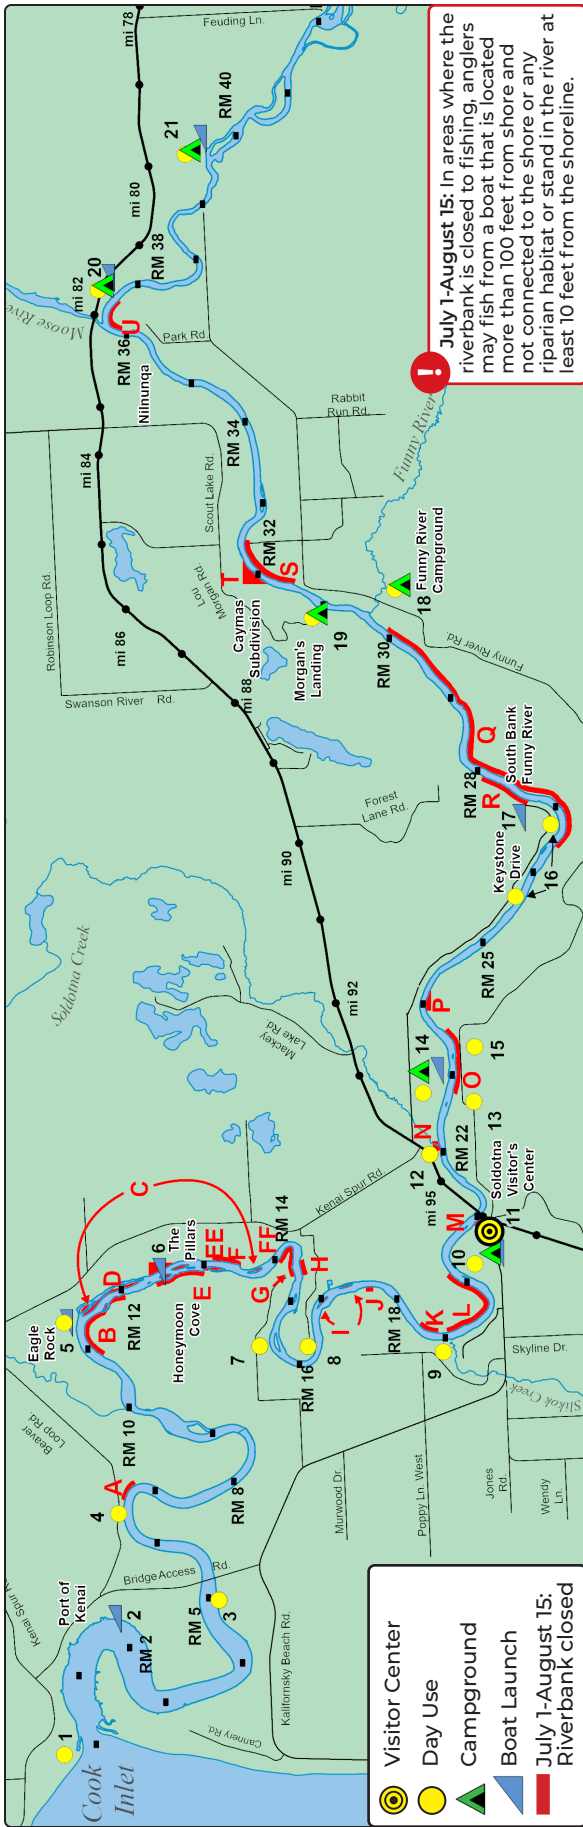 July 1-August 15: In areas where the
riverbank is closed to fishing, anglers
may fish from a boat that is located
more than 100 feet from shore and
not connected to the shore or any
riparian habitat or stand in the river at
least 10 feet from the shoreline.
!
Visitor Center
Day Use
Campground
Boat Launch
July 1-August 15:
Riverbank closed
Cook
Inlet
1
Kenai Spur
Port of
Kenai
2
RM 2
Cannery Rd.
Bridge Access Rd.
RM 5
3
Kalifornsky Beach Rd.
4
A
RM 8
Beaver
Loop Rd.
RM 10
Eagle
Rock
5
B
D
RM 12
C
6
The
Pillars
Honeymoon
Cove
E
EE
F
FF
RM 14
G
H
7
8
RM 16
I
J
RM 18
K
L
9
10
M
11
Soldotna
Visitor's
Center
Murwood Dr.
Poppy Ln. West
Jones
Rd.
Wendy
Ln.
Skyline Dr.
Slikok Creek
Kenai Spur Rd.
mi 95
12
N
RM 22
13
14
O
15
P
RM 25
Mackey
Lake Rd.
Soldotna Creek
mi 92
mi 90
Forest
Lane Rd.
Keystone
Drive
16
17
R
RM 28
South Bank
Funny River
Q
Funny River Rd.
RM 30
mi 88
Swanson River Rd.
mi 86
Robinson Loop Rd.
Morgan's
Landing
19
18
Funny River
Campground
Caymas
Subdivision
T
S
RM 32
Lou
Morgan Rd.
Scout Lake Rd.
mi 84
RM 34
Rabbit
Run Rd.
Funny River
Nilnunqa
RM 36
Park Rd.
U
Moose River
mi 82
20
RM 38
mi 80
21
RM 40
mi 78
Feuding Ln.